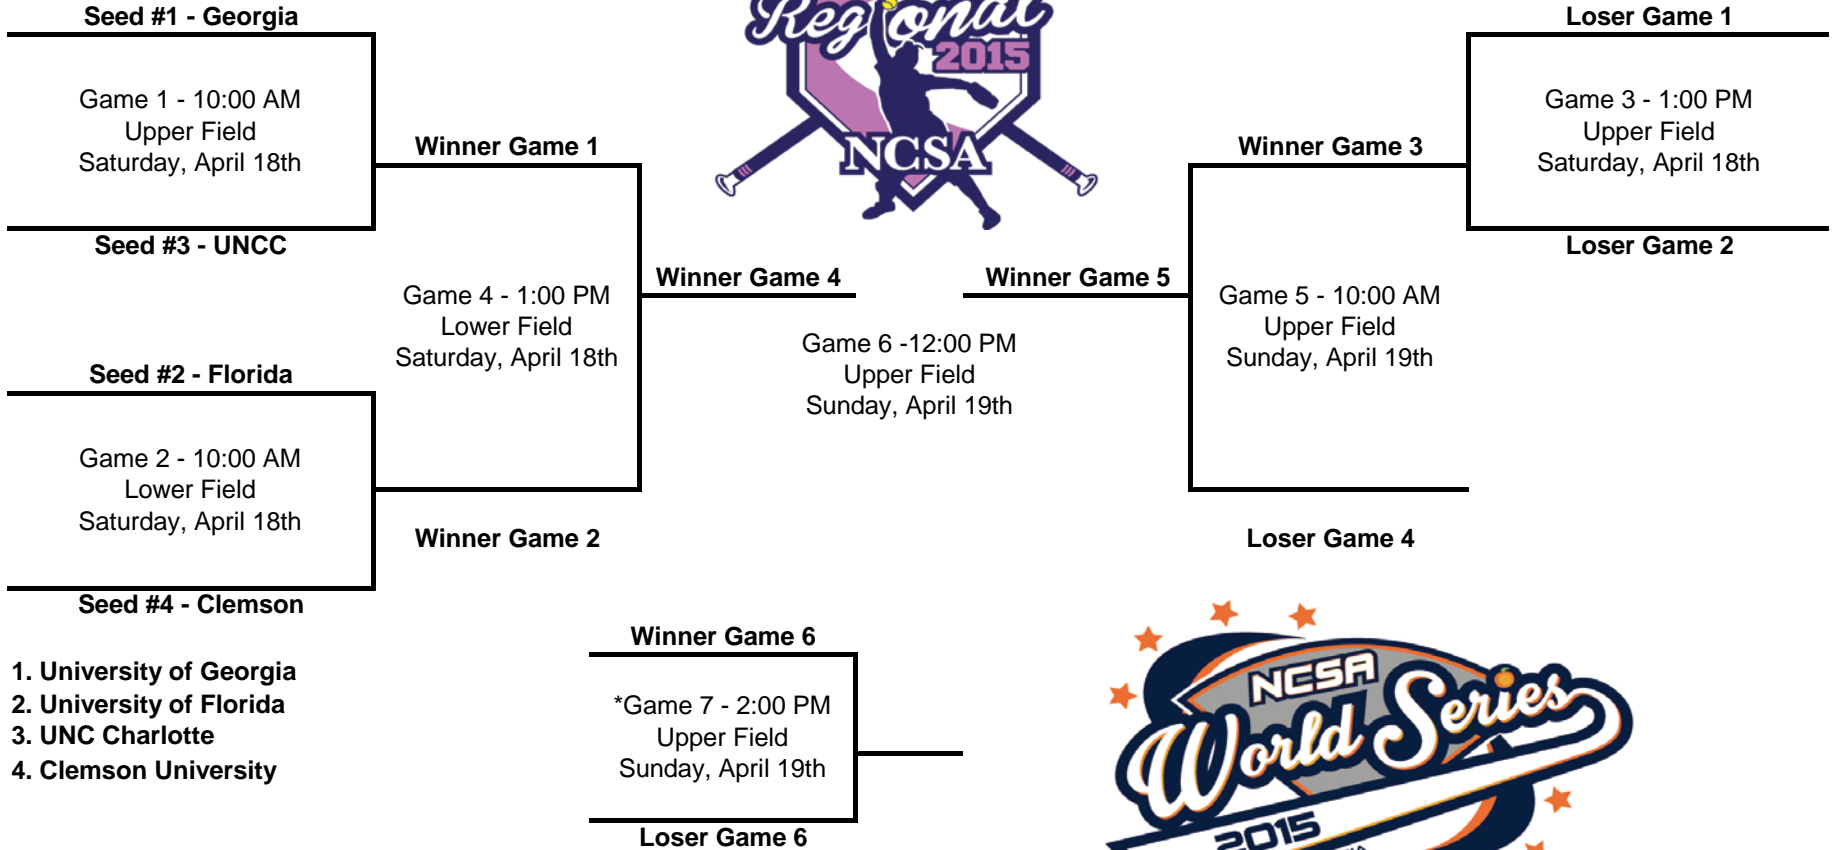 Seed #1 - Georgia
Game 1 - 10:00 AM
Upper Field
Saturday, April 18th
Seed #3 - UNCC
Winner Game 1
Game 4 - 1:00 PM
Lower Field
Saturday, April 18th
Seed #2 - Florida
Game 2 - 10:00 AM
Lower Field
Saturday, April 18th
Winner Game 2
Seed #4 - Clemson
1. University of Georgia
2. University of Florida
3. UNC Charlotte
4. Clemson University
Regional
2015
NCSA
Winner Game 4
Winner Game 5
Game 6 -12:00 PM
Upper Field
Sunday, April 19th
Winner Game 6
*Game 7 - 2:00 PM
Upper Field
Sunday, April 19th
Loser Game 6
Loser Game 1
Game 3 - 1:00 PM
Upper Field
Saturday, April 18th
Loser Game 2
Winner Game 3
Game 5 - 10:00 AM
Upper Field
Sunday, April 19th
Loser Game 4
NCSA
World Series
2015